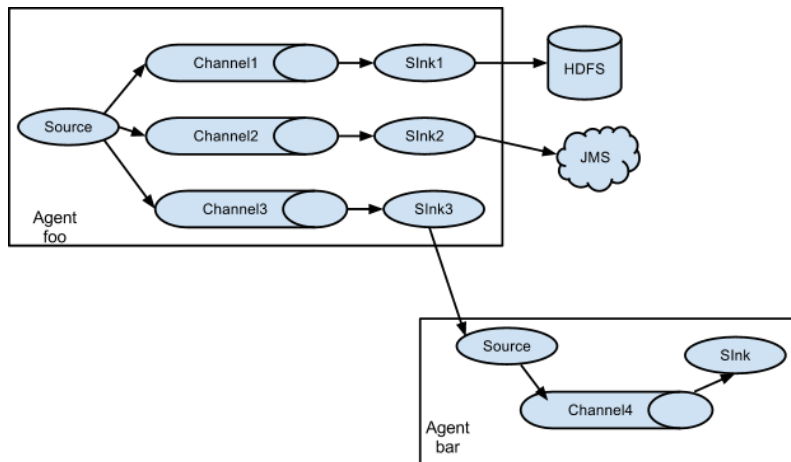 Channel1
SInk1
HDFS
Source
Channel2
SInk2
JMS
Channel3
SInk3
Agent
foo
Source
SInk
Channel4
Agent
bar